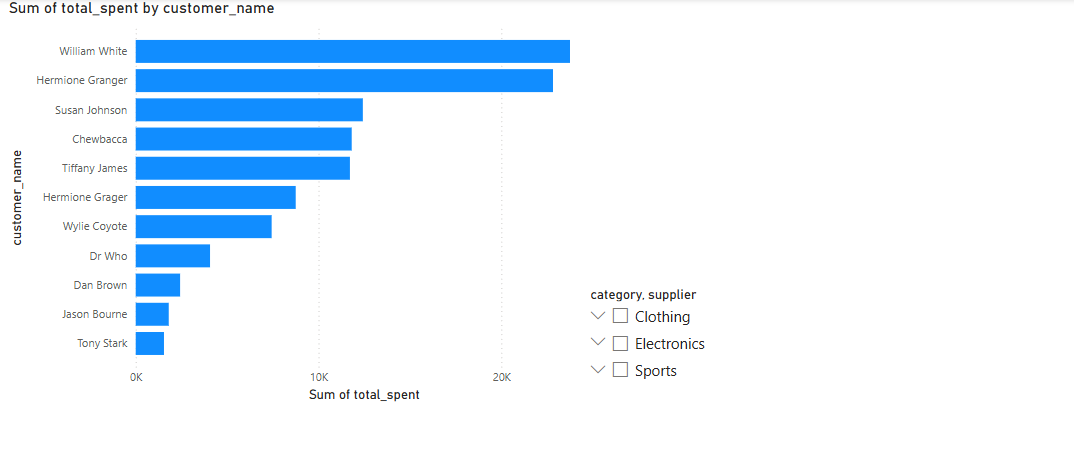 Sum of total_spent by customer_name
customer_name
William White
Hermione Granger
Susan Johnson
Chewbacca
Tiffany James
Hermione Grager
Wylie Coyote
Dr Who
Dan Brown
Jason Bourne
Tony Stark
0K 10K 20K
Sum of total_spent
category, supplier
Clothing
Electronics
Sports